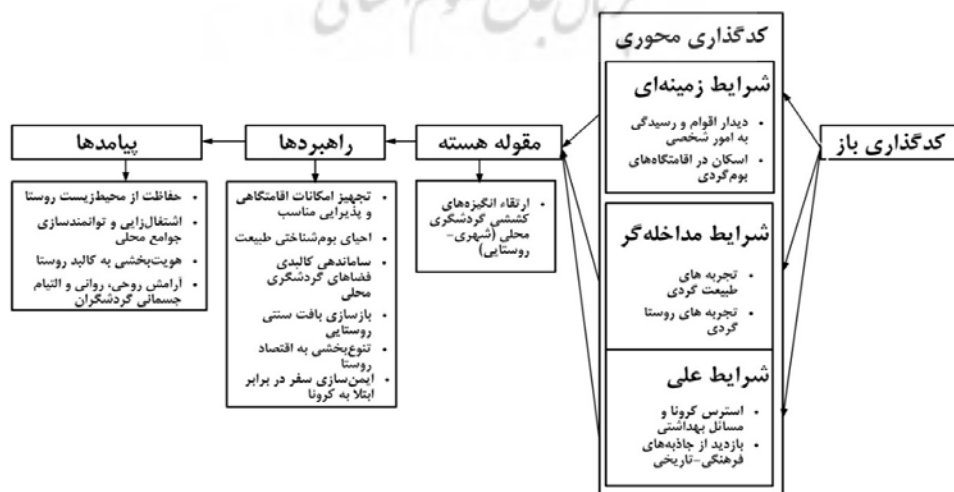 کدگذاری باز
کدگذاری محوری
شرایط زمینه‌ای
• دیدار اقوام و رسیدگی
به امور شخصی
• اسکان در اقامتگاه‌های
بوم‌گردی
شرایط مداخله‌گر
• تجربه های
طبیعت گردی
• تجربه های روستا
گردی
شرایط علی
• استرس کرونا و
مسائل بهداشتی
• بازدید از جاذبه‌های
فرهنگی-تاریخی
مقوله هسته
• ارتقاء انگیزه‌های
کششی گردشگری
محلی (شهری-
روستایی)
راهبردها
• تجهیز امکانات اقامتگاهی
و پذیرایی مناسب
• احیای بوم‌شناختی طبیعت
• ساماندهی کالبدی
فضاهای گردشگری
محلی
• بازسازی بافت سنتی
روستایی
• تنوع‌بخشی به اقتصاد
روستا
• ایمن‌سازی سفر در برابر
ابتلا به کرونا
پیامدها
• حفاظت از محیط‌زیست روستا
• اشتغال‌زایی و توانمندسازی
جوامع محلی
• هویت‌بخشی به کالبد روستا
• آرامش روحی، روانی و التیام
جسمانی گردشگران